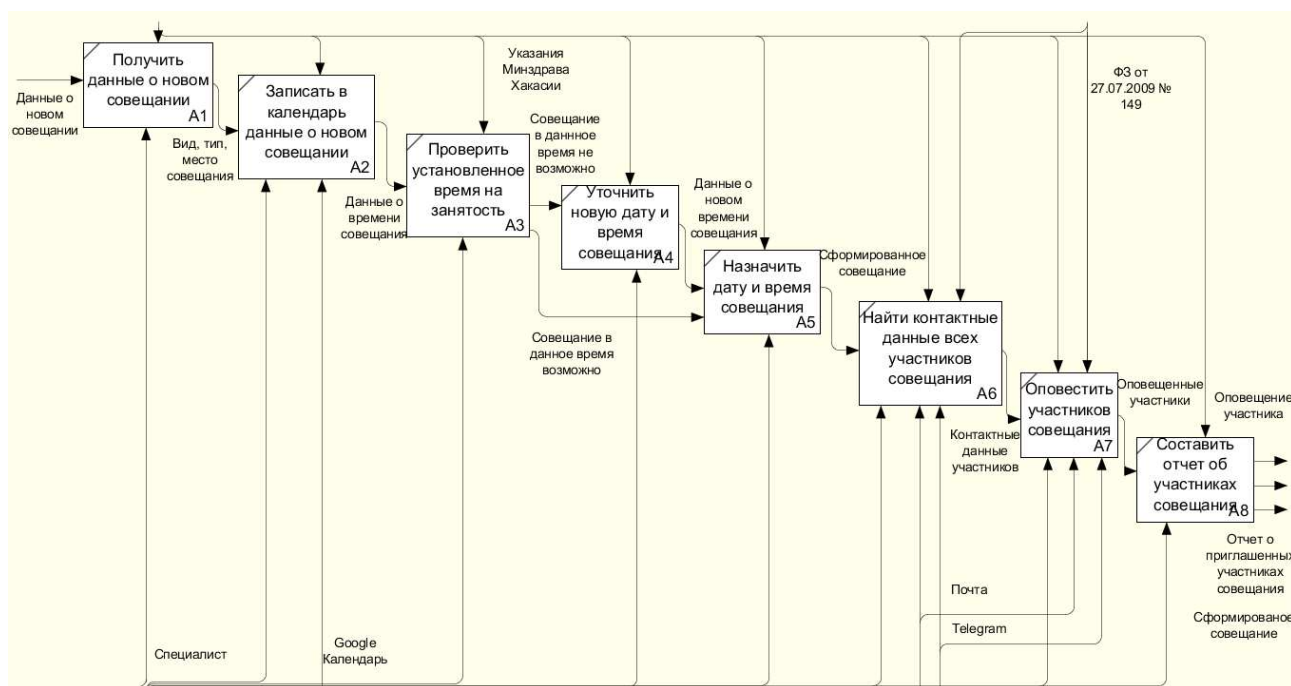 Получить
данные о новом
совещании
A1
Данные о
новом
совещании
Записать в
календарь
данные о новом
совещании
A2
Вид, тип,
место
совещания
Указания
Минздрава
Хакасии
Проверить
установленное
время на
занятость
A3
Данные о
времени
совещания
Совещание
в даннное
время не
возможно
Уточнить
новую дату и
время
совещания
A4
Данные о
новом
времени
совещания
Назначить
дату и время
совещания
A5
Совещание в
данное время
возможно
Сформированное
совещание
Найти контактные
данные всех
участников
совещания
A6
ФЗ от
27.07.2009 №
149
Контактные
данные
участников
Оповестить
участников
совещания
A7
Оповещенные
участники
Оповещение
участника
Составить
отчет об
участниках
совещания
A8
Отчет о
приглашенных
участниках
совещания
Сформированое
совещание
Почта
Telegram
Google
Календарь
Специалист